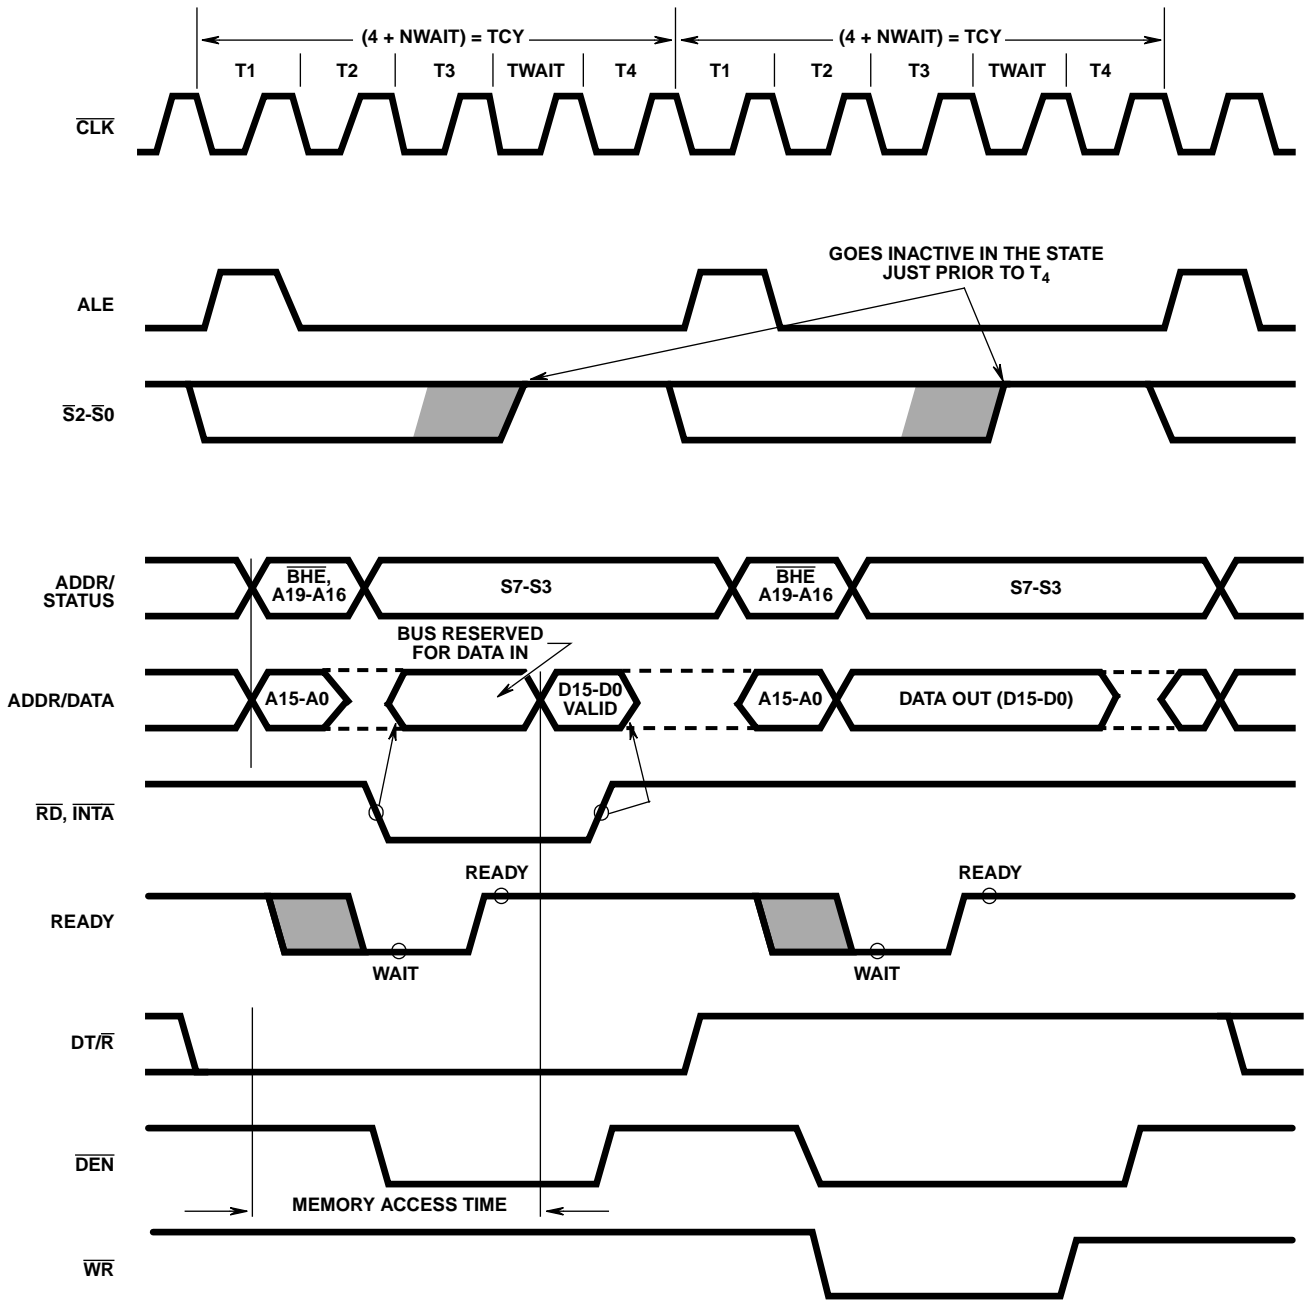 (4 + NWAIT) = TCY (4 + NWAIT) = TCY
T1 T2 T3 TWAIT T4 T1 T2 T3 TWAIT T4
CLK
GOES INACTIVE IN THE STATE
JUST PRIOR TO T4
ALE
S2-S0
ADDR/
STATUS
BHE,
A19-A16
S7-S3
BHE
A19-A16
S7-S3
BUS RESERVED
FOR DATA IN
ADDR/DATA
A15-A0
D15-D0
VALID
A15-A0
DATA OUT (D15-D0)
RD, INTA
READY
READY
READY
WAIT
WAIT
DT/R
DEN
MEMORY ACCESS TIME
WR